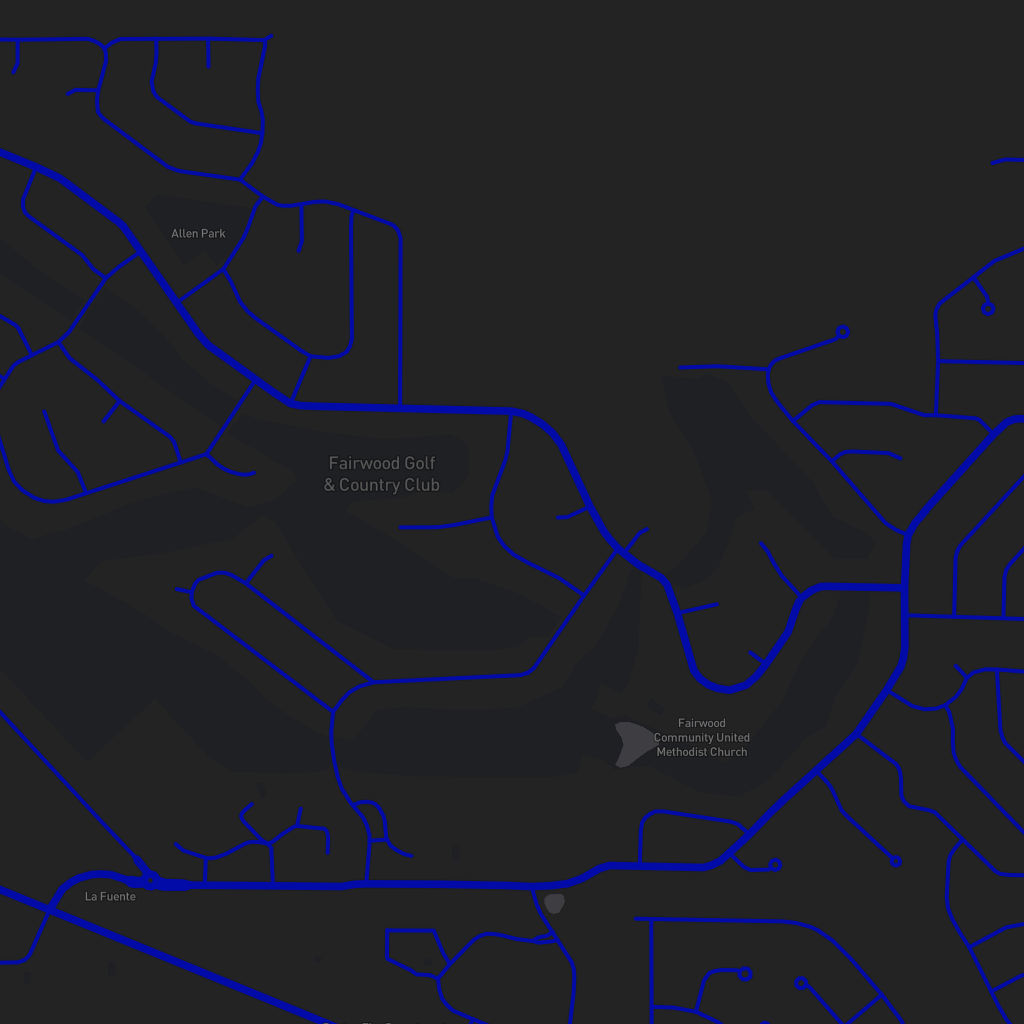 Allen Park
Fairwood Golf
& Country Club
Fairwood
Community United
Methodist Church
La Fuente